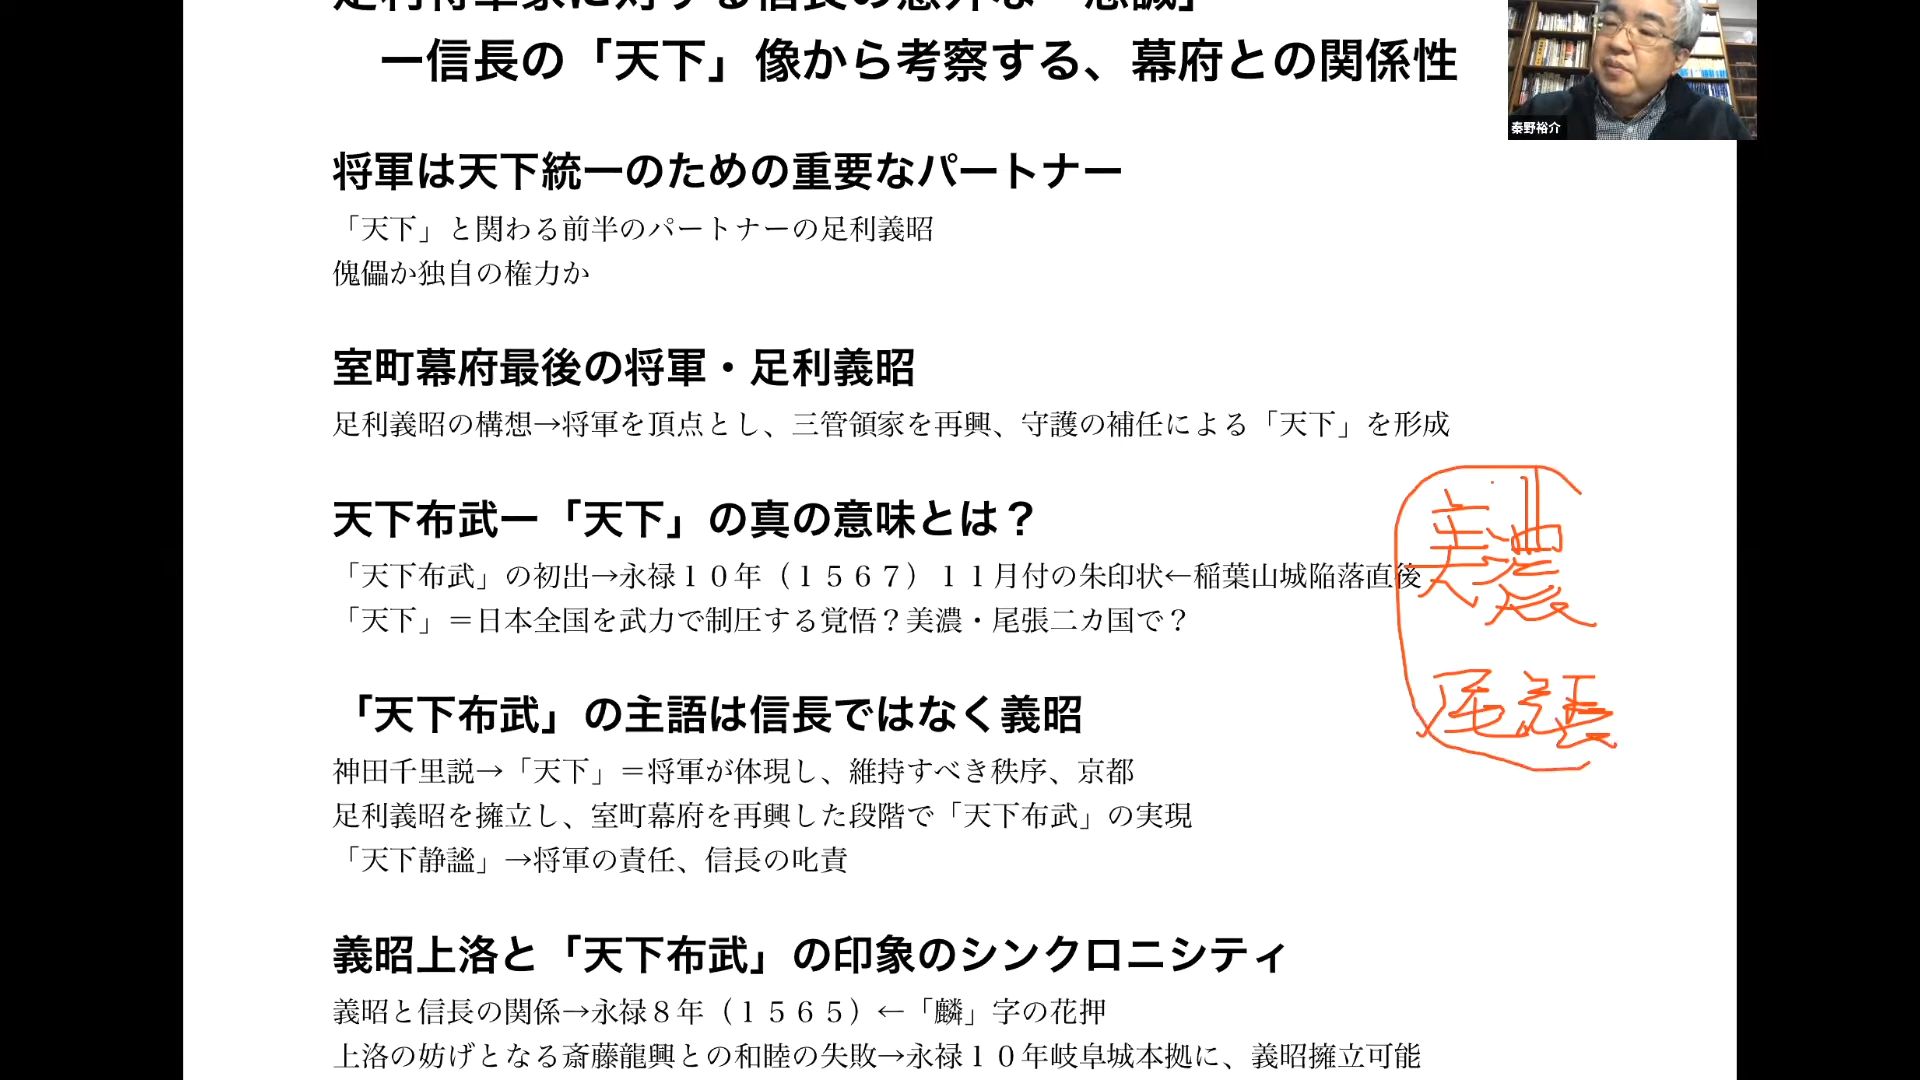 足利将軍家に対する信長の意外な「忠誠」
ー信長の「天下」像から考察する、幕府との関係性
秦野裕介
将軍は天下統一のための重要なパートナー
「天下」と関わる前半のパートナーの足利義昭
傀儡か独自の権力か
室町幕府最後の将軍・足利義昭
足利義昭の構想→将軍を頂点とし、三管領家を再興、守護の補任による「天下」を形成
天下布武ー「天下」の真の意味とは？
「天下布武」の初出→永禄１０年（１５６７）１１月付の朱印状←稲葉山城陥落直後
「天下」＝日本全国を武力で制圧する覚悟？美濃・尾張二カ国で？
美濃
尾張
「天下布武」の主語は信長ではなく義昭
神田千里説→「天下」＝将軍が体現し、維持すべき秩序、京都
足利義昭を擁立し、室町幕府を再興した段階で「天下布武」の実現
「天下静謐」→将軍の責任、信長の叱責
義昭上洛と「天下布武」の印象のシンクロニシティ
義昭と信長の関係→永禄８年（１５６５）←「麟」字の花押
上洛の妨げとなる斎藤龍興との和睦の失敗→永禄１０年岐阜城本拠に、義昭擁立可能